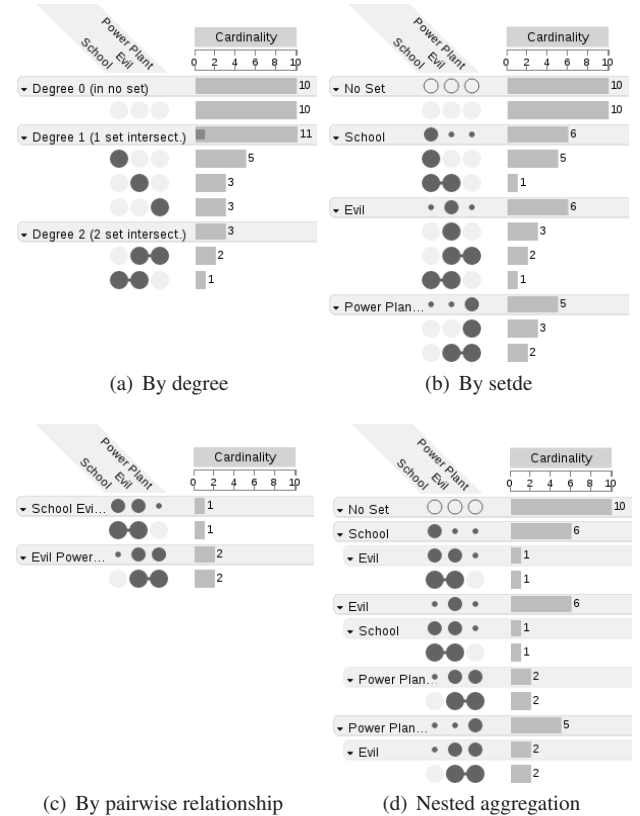 Power Plant
Evil
School
Cardinality
0 2 4 6 8 10
Degree 0 (in no set) 10
10
Degree 1 (1 set intersect.) 11
5
3
3
Degree 2 (2 set intersect.) 3
2
1
(a) By degree
Power Plant
Evil
School
Cardinality
0 2 4 6 8 10
No Set 10
10
School 6
5
1
Evil 6
3
2
1
Power Plan... 5
3
2
(b) By setde
Power Plant
Evil
School
Cardinality
0 2 4 6 8 10
School Evi... 1
1
Evil Power... 2
2
(c) By pairwise relationship
Power Plant
Evil
School
Cardinality
0 2 4 6 8 10
No Set 10
School 6
Evil 1
1
Evil 6
School 1
1
Power Plan... 2
2
Power Plan... 5
Evil 2
2
(d) Nested aggregation